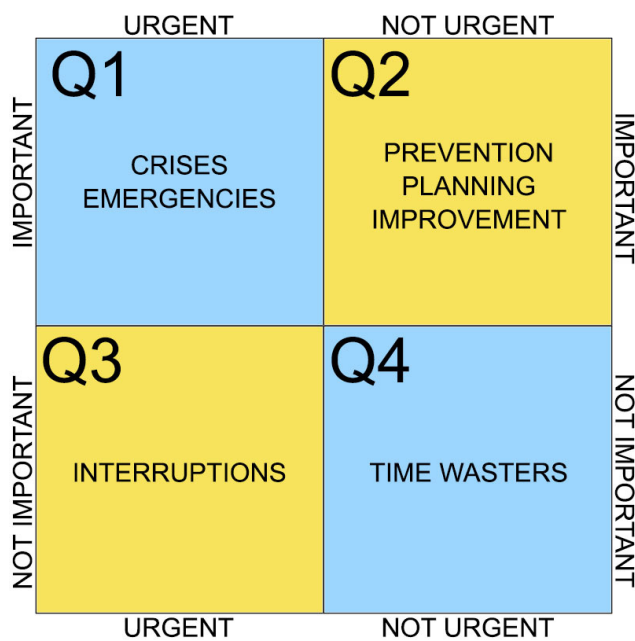 URGENT
NOT URGENT
Q1
Q2
IMPORTANT
IMPORTANT
CRISES
EMERGENCIES
PREVENTION
PLANNING
IMPROVEMENT
Q3
Q4
NOT IMPORTANT
NOT IMPORTANT
INTERRUPTIONS
TIME WASTERS
URGENT
NOT URGENT